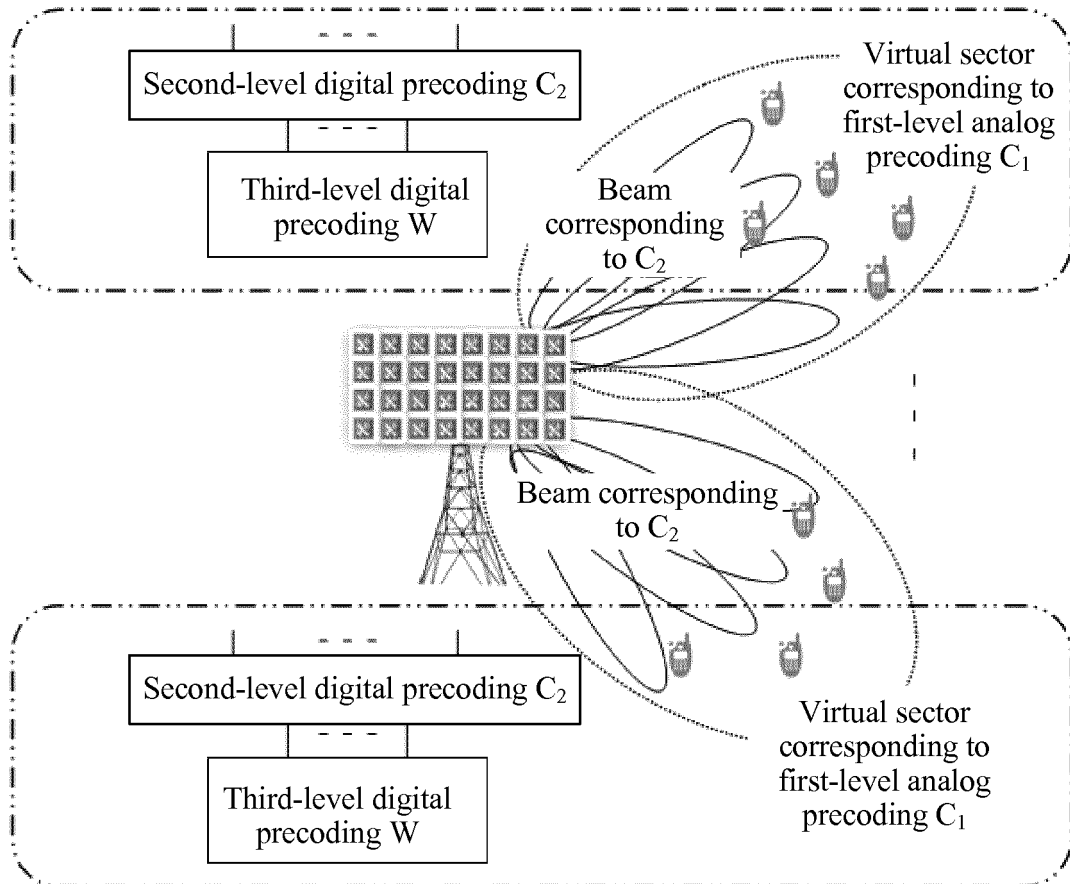 Second-level digital precoding C₂
Third-level digital
precoding W
Virtual sector
corresponding to
first-level analog
precoding C₁
Beam
corresponding
to C₂
Beam corresponding
to C₂
Second-level digital precoding C₂
Third-level digital
precoding W
Virtual sector
corresponding to
first-level analog
precoding C₁